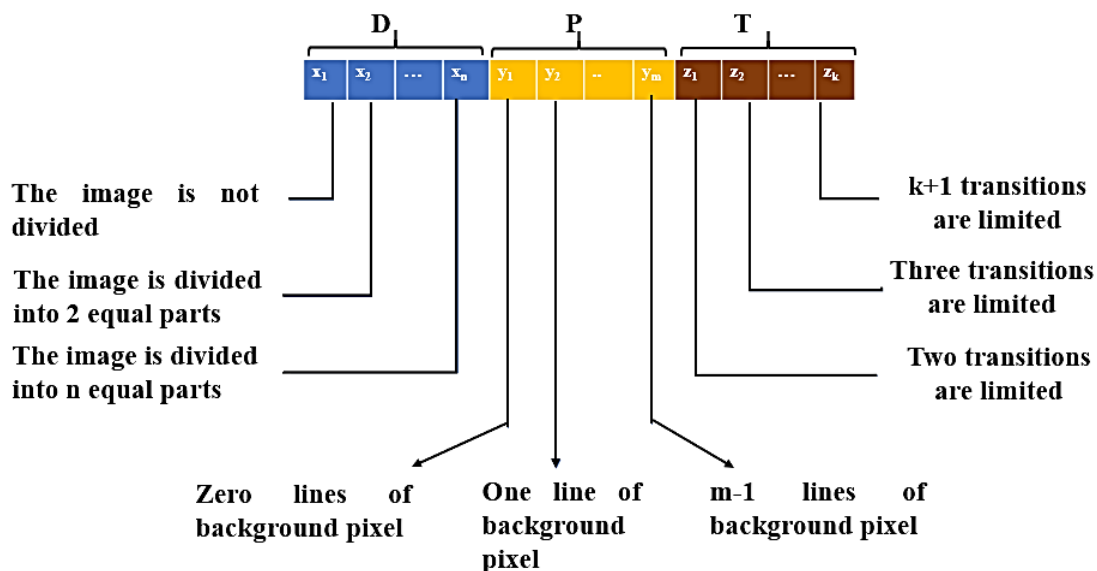 D P T
x1 x2 --- xn y1 y2 -- ym z1 z2 --- zk
The image is not
divided
The image is divided
into 2 equal parts
The image is divided
into n equal parts
k+1 transitions
are limited
Three transitions
are limited
Two transitions
are limited
Zero lines of
background pixel
One line of
background
pixel
m-1 lines of
background pixel